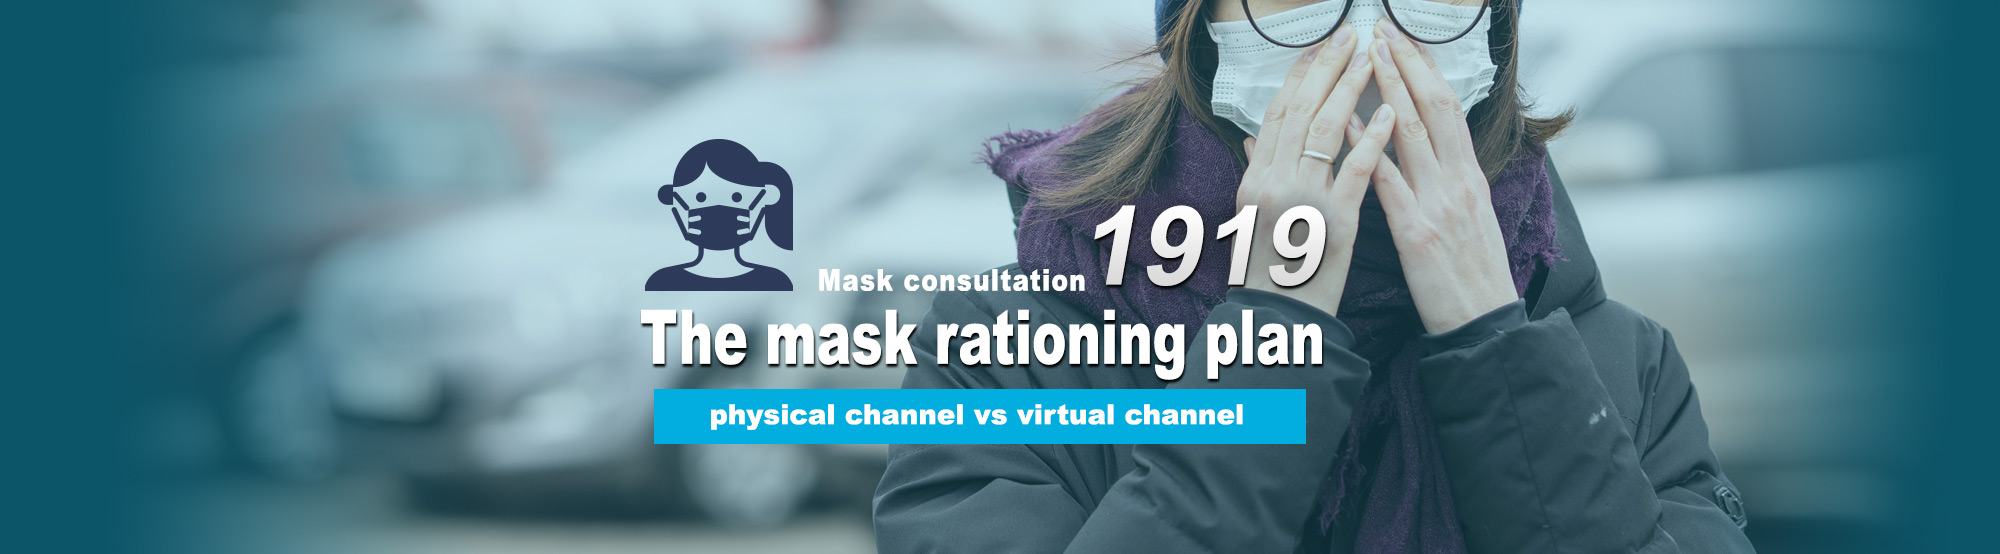 Mask consultation 1919
The mask rationing plan
physical channel vs virtual channel